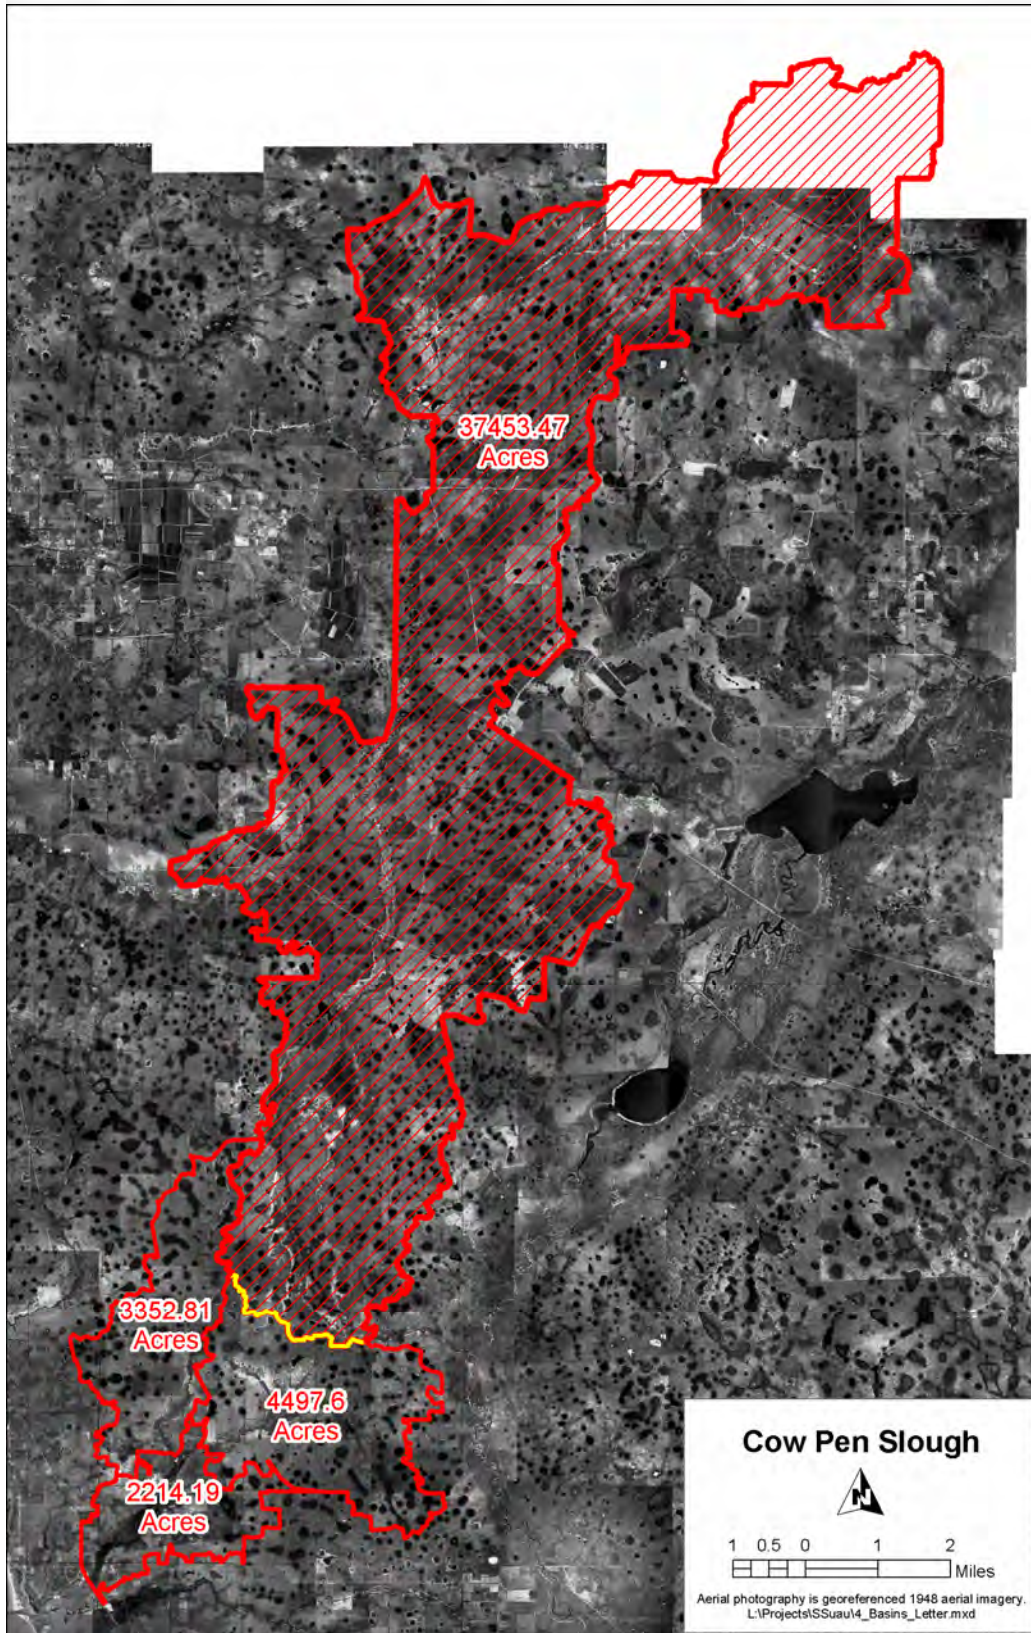 37453.47
Acres
3352.81
Acres
4497.6
Acres
2214.19
Acres
Cow Pen Slough
N
1 0.5 0 1 2
Miles
Aerial photography is georeferenced 1948 aerial imagery.
L:\Projects\SSuau\4_Basins_Letter.mxd